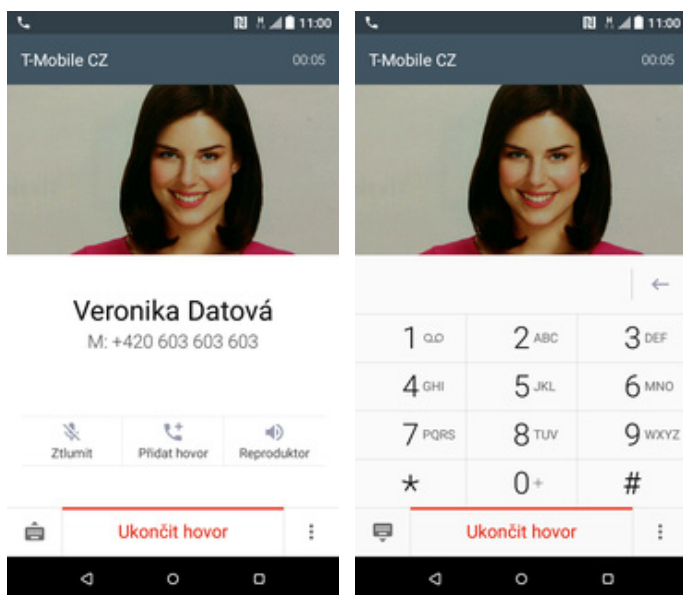 11:00
T-Mobile CZ 00:05
Veronika Datová
M: +420 603 603 603
Ztlumit Přidat hovor Reproduktor
Ukončit hovor
11:00
T-Mobile CZ 00:05
1 2 ABC 3 DEF
4 GHI 5 JKL 6 MNO
7 PQRS 8 TUV 9 WXYZ
* 0 + #
Ukončit hovor